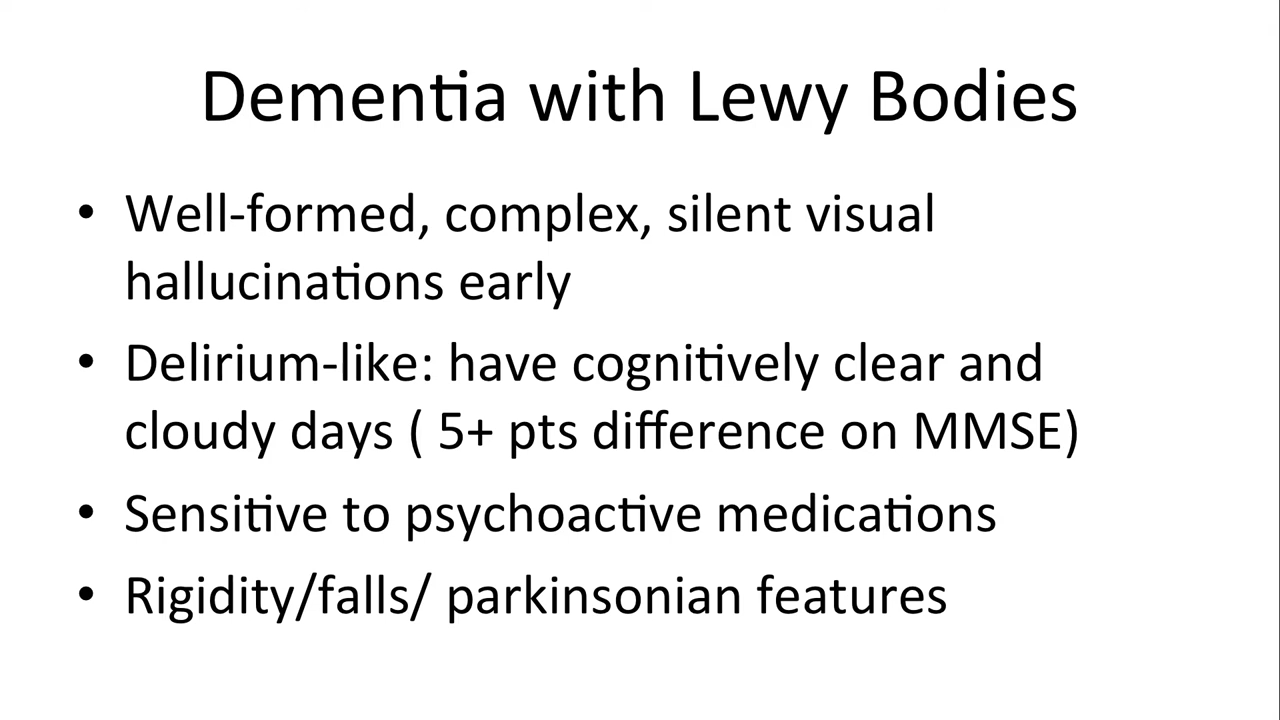 Dementia with Lewy Bodies
• Well-formed, complex, silent visual
hallucinations early
• Delirium-like: have cognitively clear and
cloudy days ( 5+ pts difference on MMSE)
• Sensitive to psychoactive medications
• Rigidity/falls/ parkinsonian features